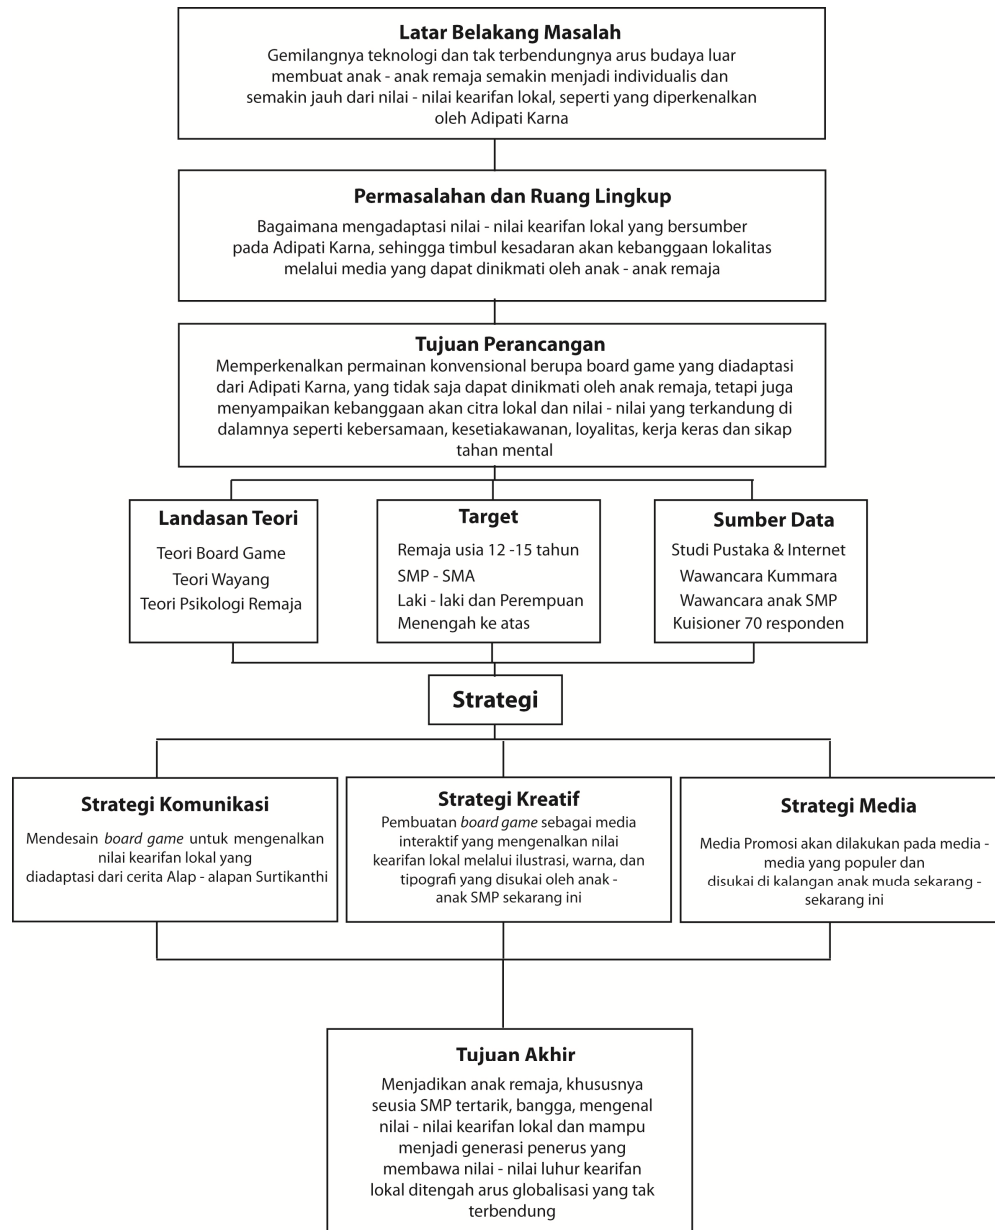 Latar Belakang Masalah
Gemilangnya teknologi dan tak terbendungnya arus budaya luar
membuat anak - anak remaja semakin menjadi individualis dan
semakin jauh dari nilai - nilai kearifan lokal, seperti yang diperkenalkan
oleh Adipati Karna
Permasalahan dan Ruang Lingkup
Bagaimana mengadaptasi nilai - nilai kearifan lokal yang bersumber
pada Adipati Karna, sehingga timbul kesadaran akan kebanggaan lokalitas
melalui media yang dapat dinikmati oleh anak - anak remaja
Tujuan Perancangan
Memperkenalkan permainan konvensional berupa board game yang diadaptasi
dari Adipati Karna, yang tidak saja dapat dinikmati oleh anak remaja, tetapi juga
menyampaikan kebanggaan akan citra lokal dan nilai - nilai yang terkandung di
dalamnya seperti kebersamaan, kesetiakawanan, loyalitas, kerja keras dan sikap
tahan mental
Landasan Teori
Teori Board Game
Teori Wayang
Teori Psikologi Remaja
Target
Remaja usia 12 -15 tahun
SMP - SMA
Laki - laki dan Perempuan
Menengah ke atas
Sumber Data
Studi Pustaka & Internet
Wawancara Kummara
Wawancara anak SMP
Kuisioner 70 responden
Strategi
Strategi Komunikasi
Mendesain board game untuk mengenalkan
nilai kearifan lokal yang
diadaptasi dari cerita Alap - alapan Surtikanthi
Strategi Kreatif
Pembuatan board game sebagai media
interaktif yang mengenalkan nilai
kearifan lokal melalui ilustrasi, warna, dan
tipografi yang disukai oleh anak -
anak SMP sekarang ini
Strategi Media
Media Promosi akan dilakukan pada media -
media yang populer dan
disukai di kalangan anak muda sekarang -
sekarang ini
Tujuan Akhir
Menjadikan anak remaja, khususnya
seusia SMP tertarik, bangga, mengenal
nilai - nilai kearifan lokal dan mampu
menjadi generasi penerus yang
membawa nilai - nilai luhur kearifan
lokal ditengah arus globalisasi yang tak
terbendung